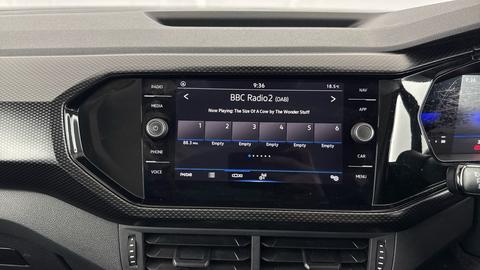 RADIO
9:36
18.5°C
NAV
BBC Radio2 (DAB)
MEDIA
APP
Now Playing: The Size Of A Cow by The Wonder Stuff
1 2 3 4 5 6
88.3 Empty Empty Empty Empty Empty
PHONE
CAR
VOICE
MENU